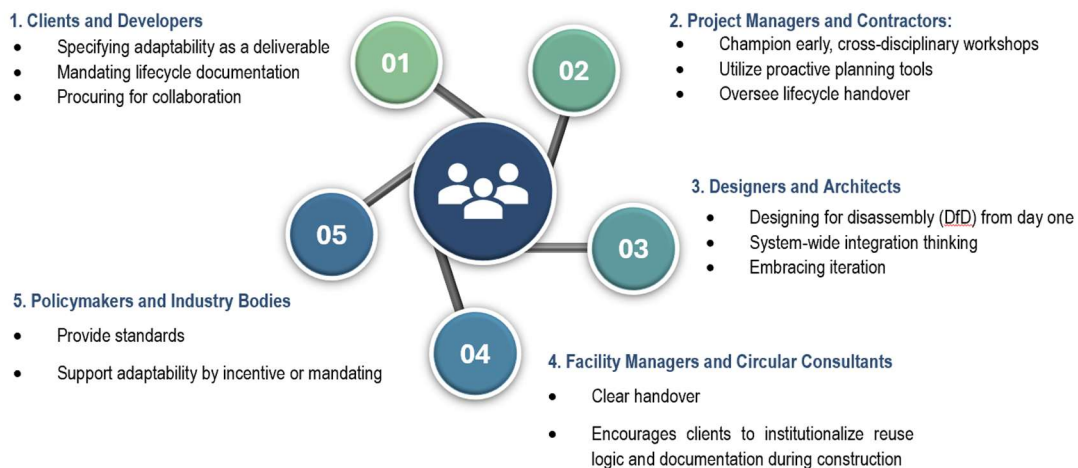 1. Clients and Developers
• Specifying adaptability as a deliverable
• Mandating lifecycle documentation
• Procuring for collaboration
01
2. Project Managers and Contractors:
• Champion early, cross-disciplinary workshops
• Utilize proactive planning tools
• Oversee lifecycle handover
02
3. Designers and Architects
• Designing for disassembly (DfD) from day one
• System-wide integration thinking
• Embracing iteration
03
4. Facility Managers and Circular Consultants
• Clear handover
• Encourages clients to institutionalize reuse
logic and documentation during construction
04
5. Policymakers and Industry Bodies
• Provide standards
• Support adaptability by incentive or mandating
05